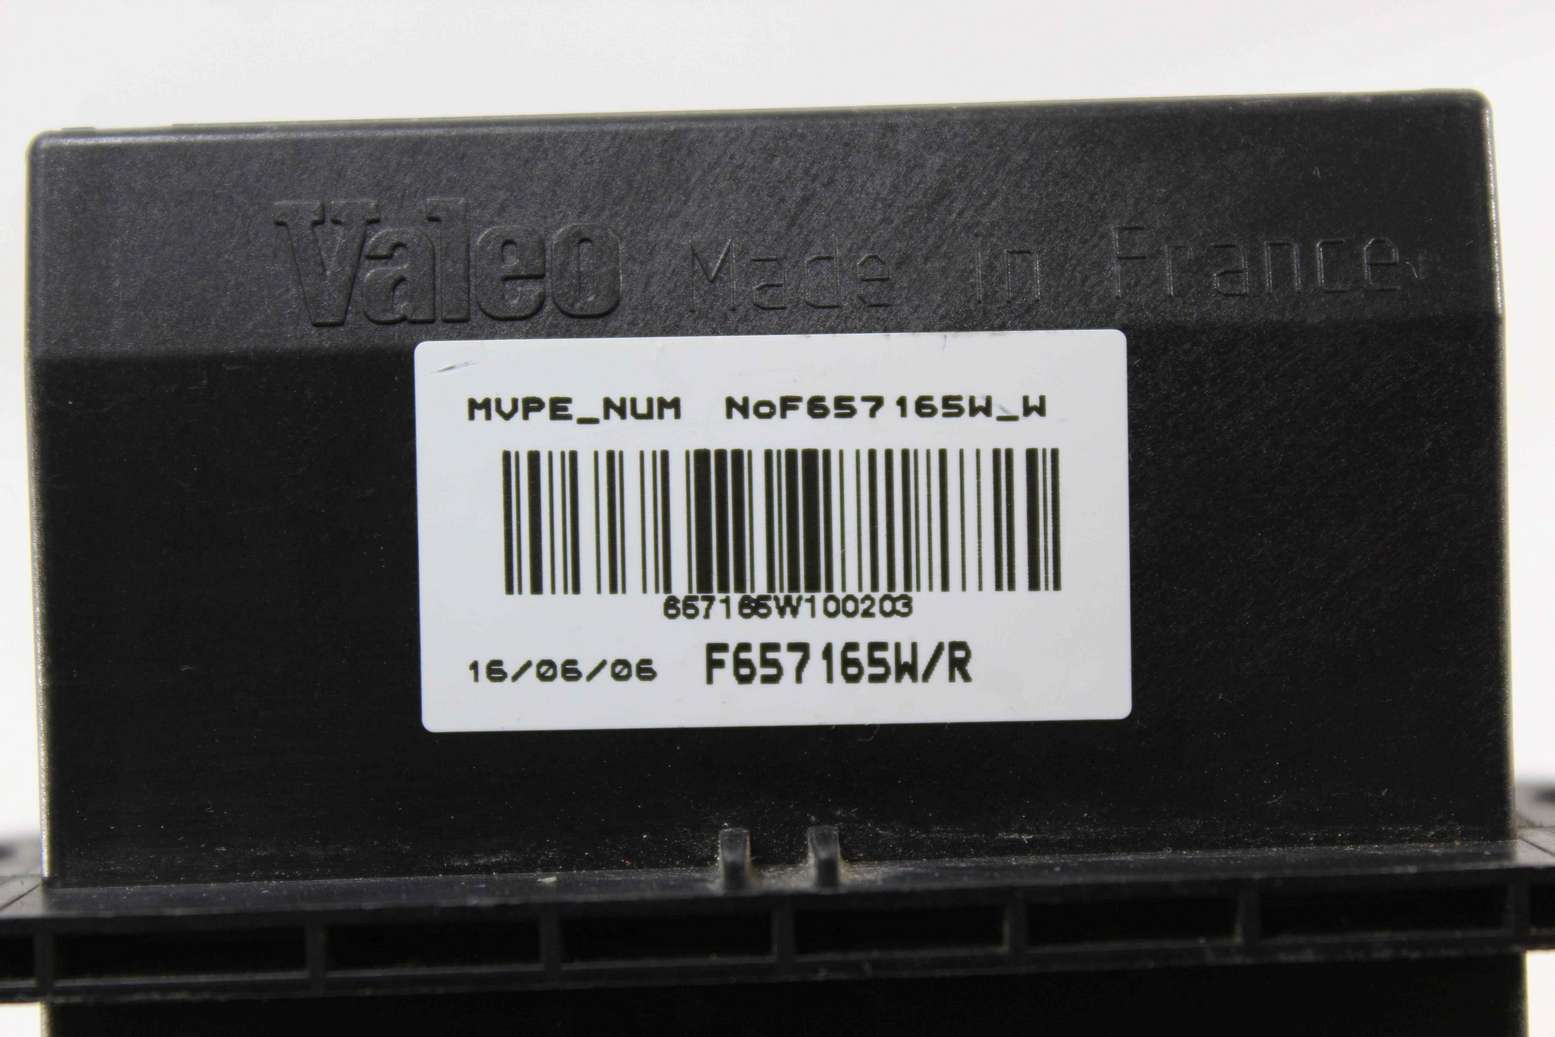 Valeo Made In France
MVPE_NUM NoF657165W_W
657165W100203
16/06/06 F657165W/R